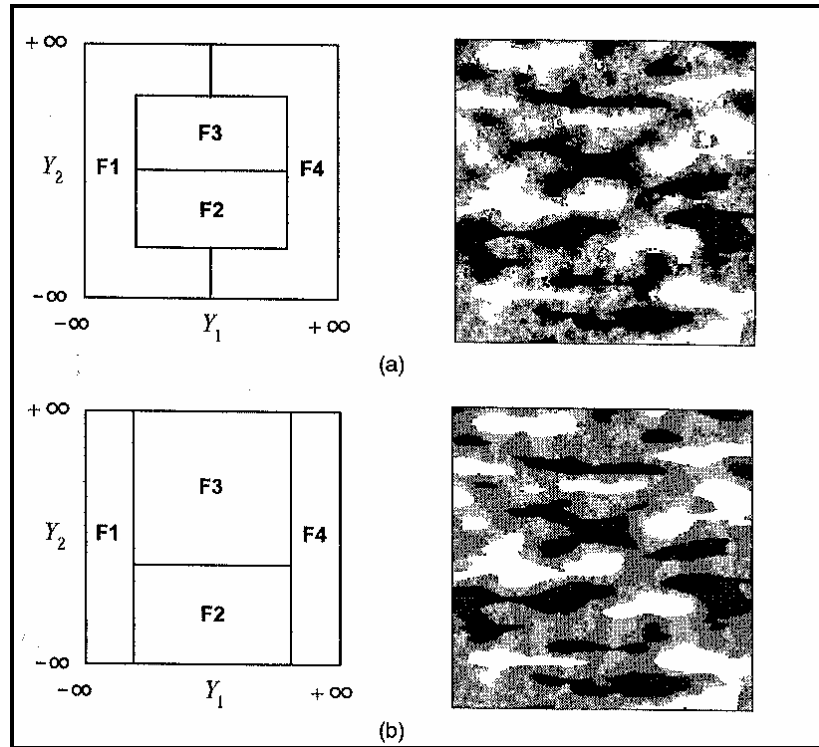 +∞
F3
Y₂ F1 F4
F2
−∞
−∞ Y₁ +∞
(a)
+∞
F3
Y₂ F1 F4
F2
−∞
−∞ Y₁ +∞
(b)